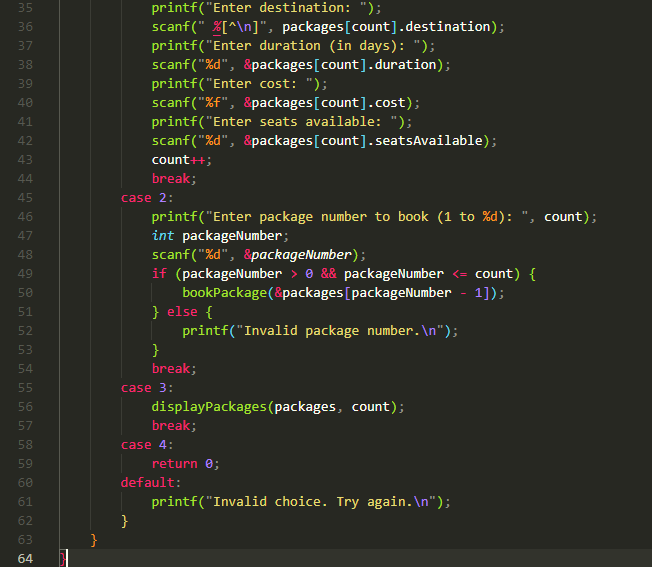 35 printf("Enter destination: ");
36 scanf(" %[^\n]", packages[count].destination);
37 printf("Enter duration (in days): ");
38 scanf("%d", &packages[count].duration);
39 printf("Enter cost: ");
40 scanf("%f", &packages[count].cost);
41 printf("Enter seats available: ");
42 scanf("%d", &packages[count].seatsAvailable);
43 count++;
44 break;
45 case 2:
46 printf("Enter package number to book (1 to %d): ", count);
47 int packageNumber;
48 scanf("%d", &packageNumber);
49 if (packageNumber > 0 && packageNumber <= count) {
50 bookPackage(&packages[packageNumber - 1]);
51 } else {
52 printf("Invalid package number.\n");
53 }
54 break;
55 case 3:
56 displayPackages(packages, count);
57 break;
58 case 4:
59 return 0;
60 default:
61 printf("Invalid choice. Try again.\n");
62 }
63 }
64 }